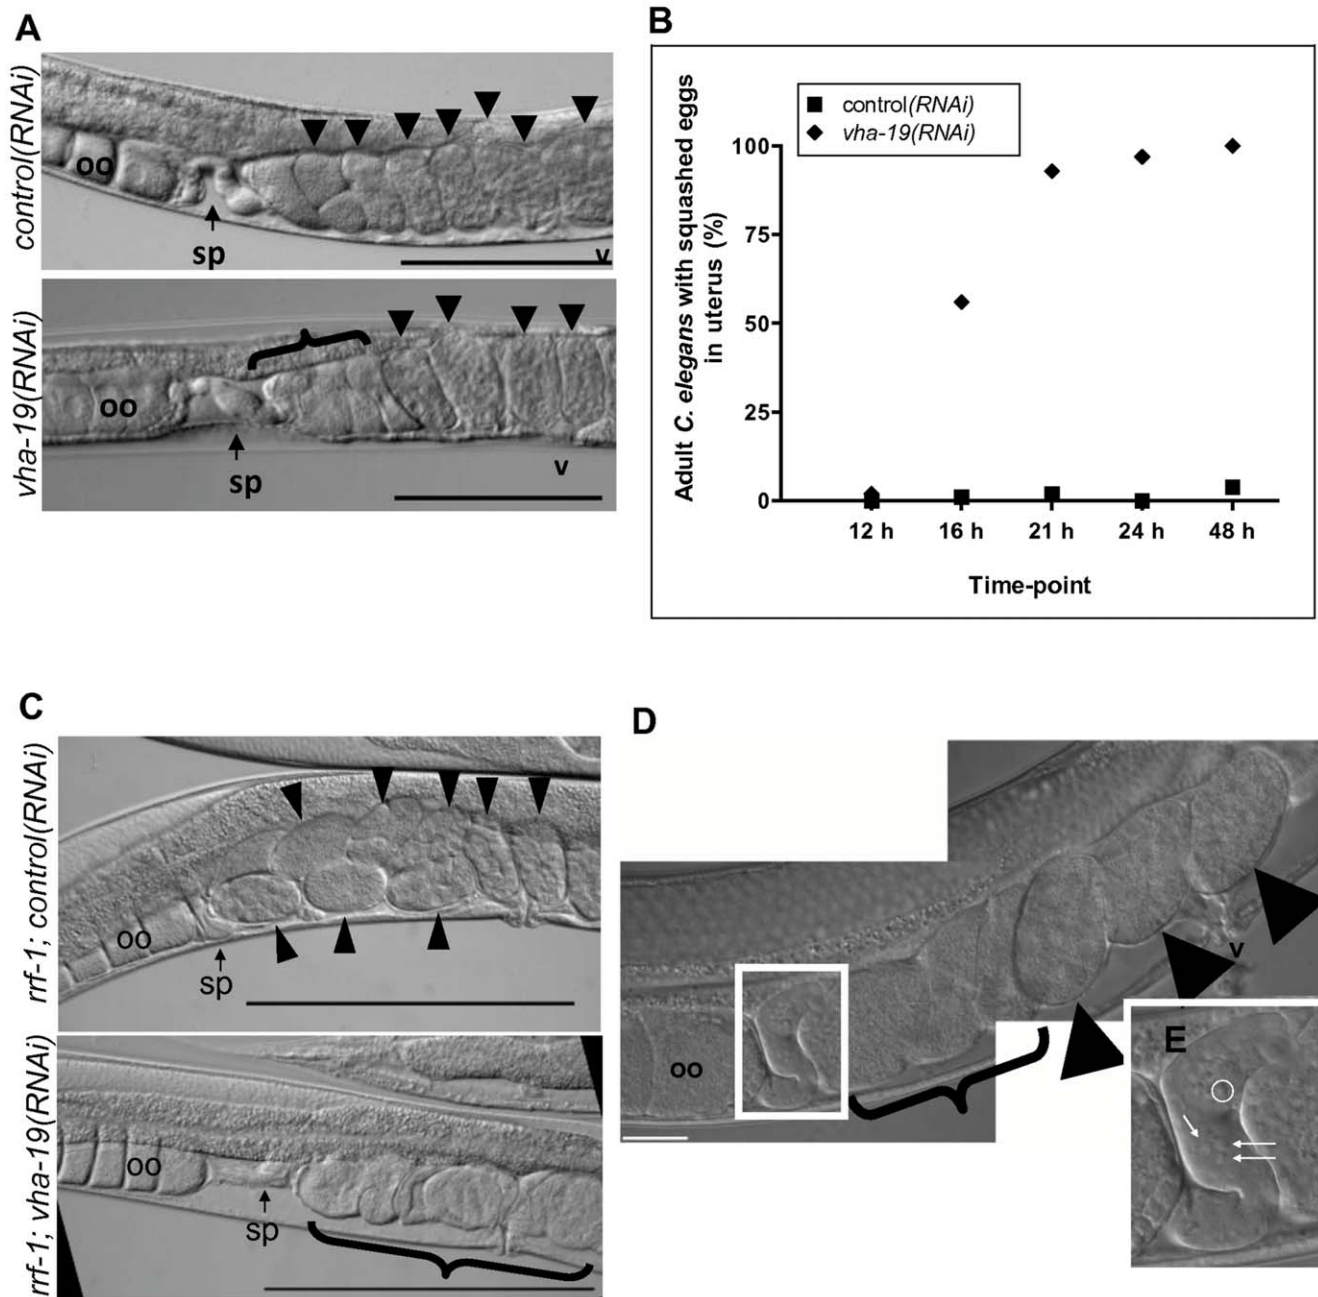 A
control(RNAi)
oo
sp
v
vha-19(RNAi)
oo
sp
v
B
control(RNAi)
vha-19(RNAi)
Adult C. elegans with squashed eggs
in uterus (%)
100
75
50
25
0
12 h 16 h 21 h 24 h 48 h
Time-point
C
rrf-1; control(RNAi)
oo
sp
rrf-1; vha-19(RNAi)
oo
sp
D
oo
v
E